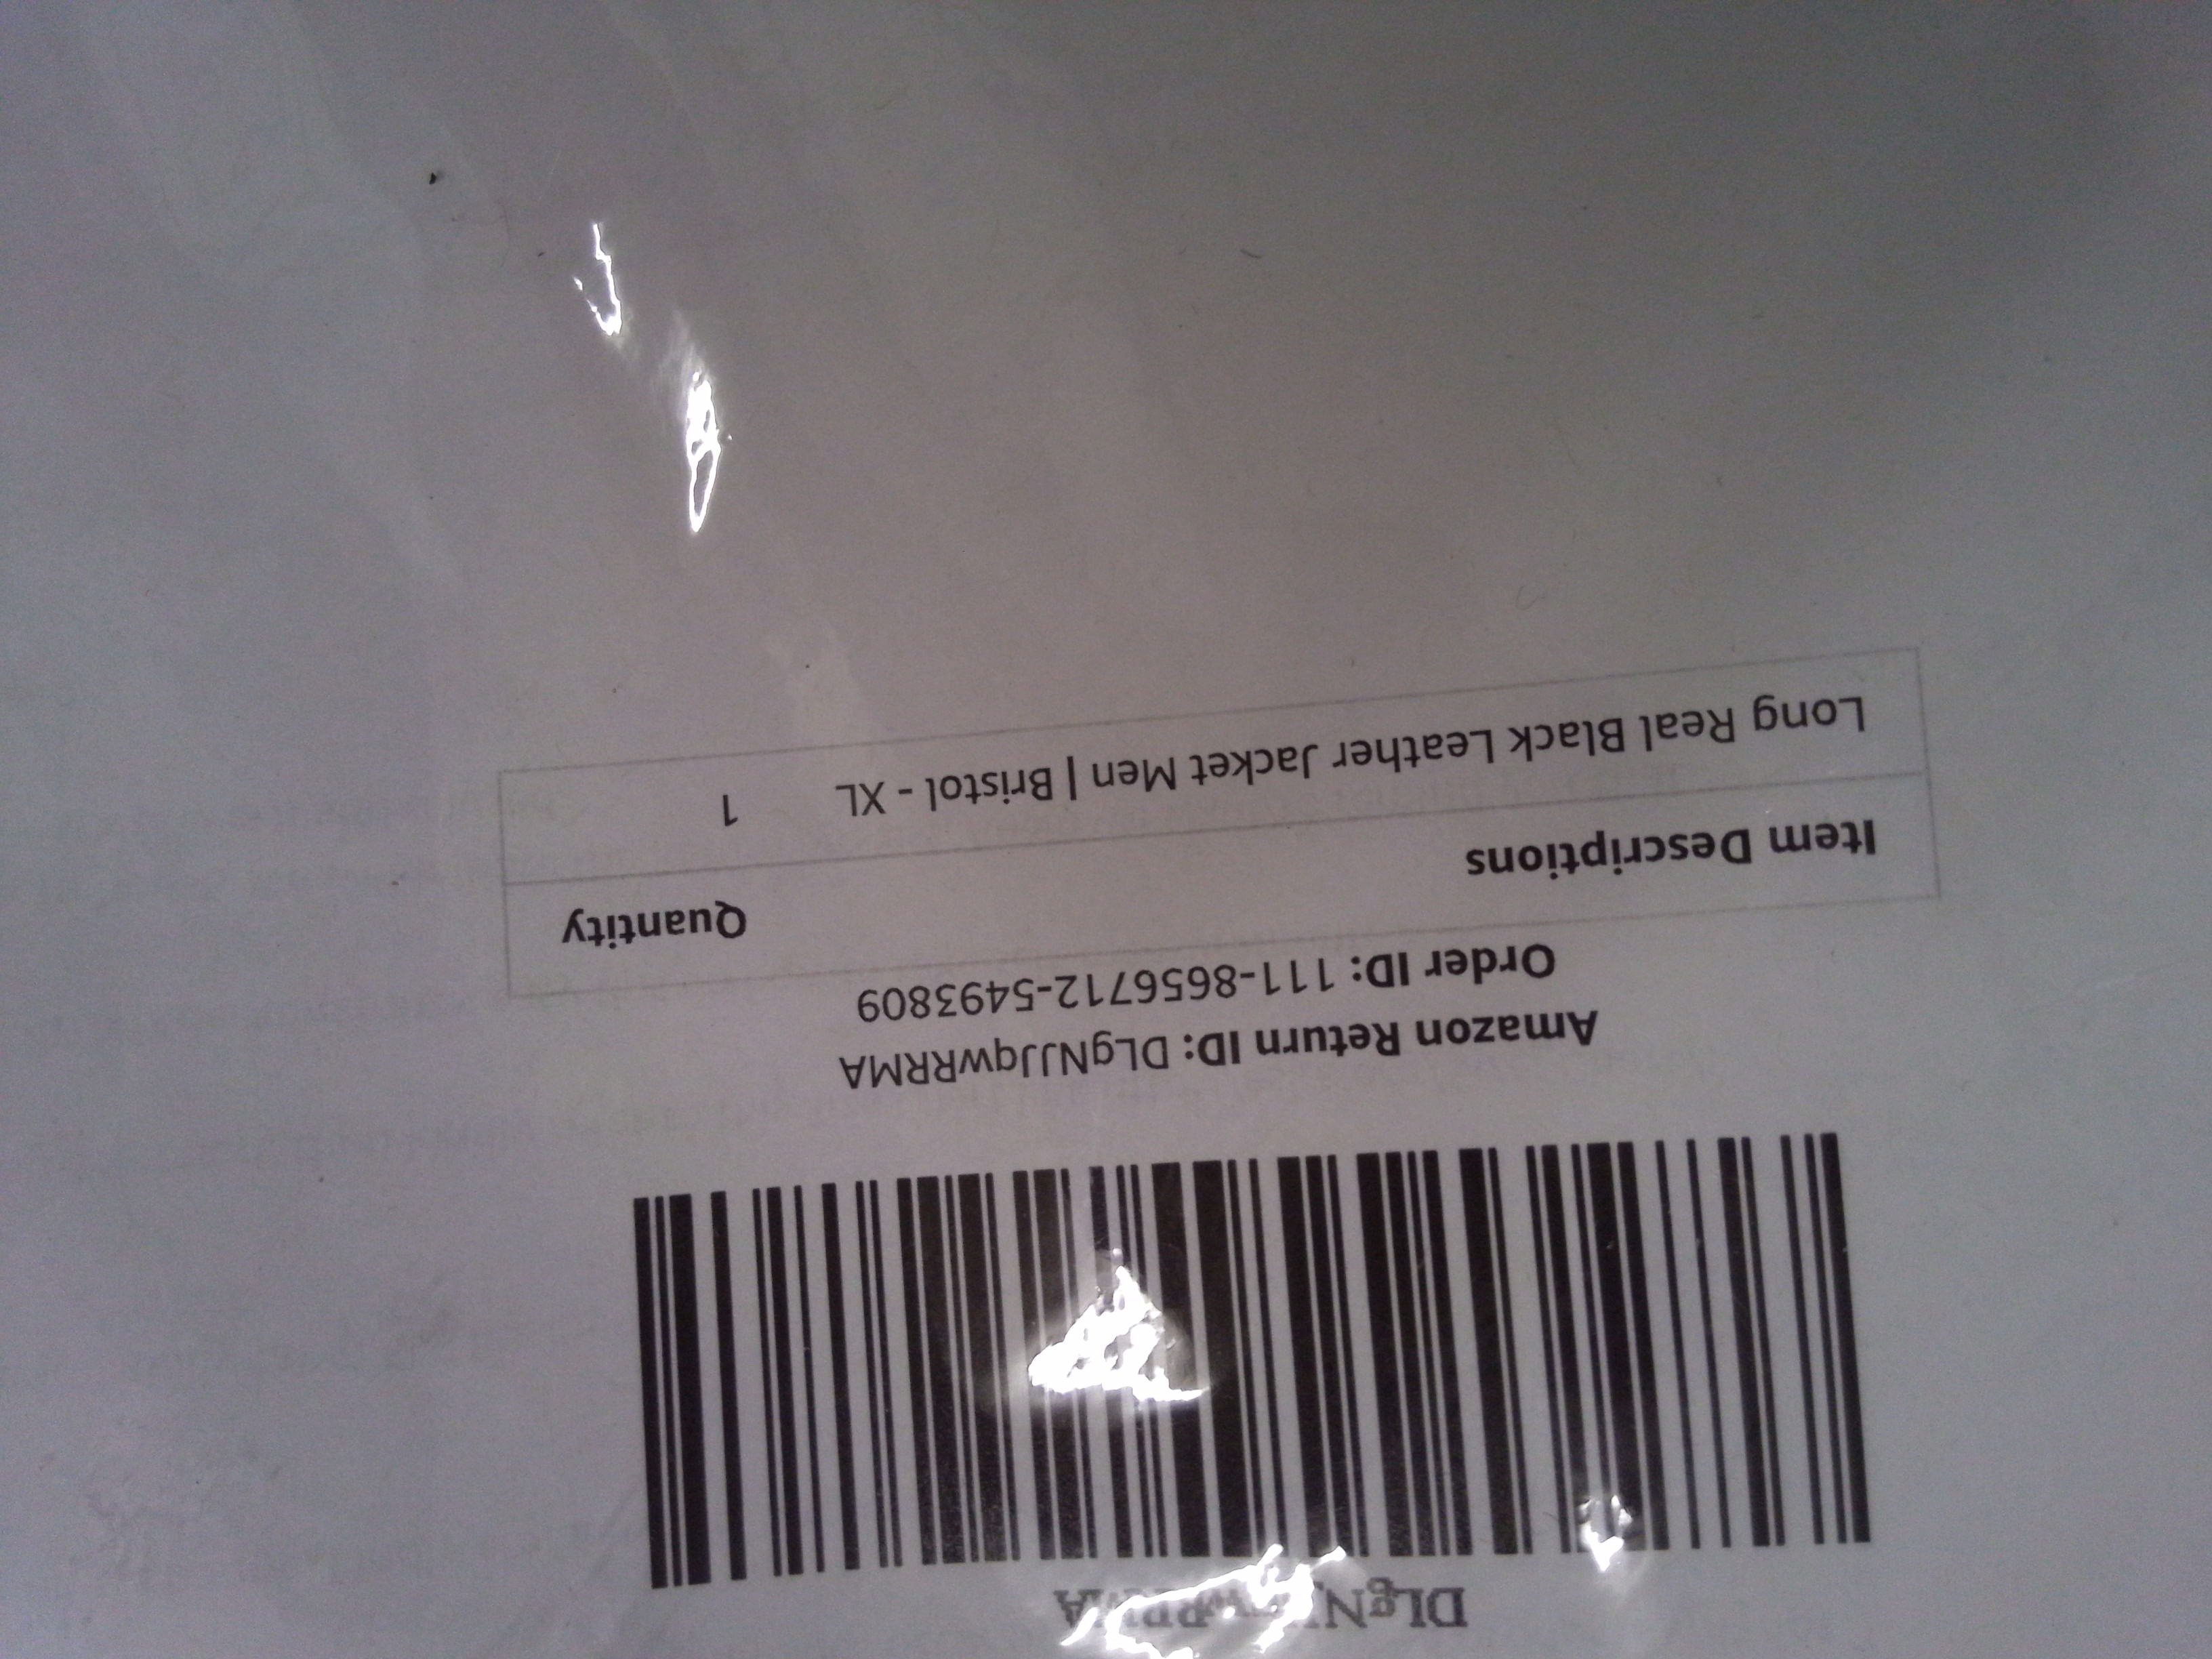 DLgNJJqwRRMA
Amazon Return ID: DLgNJJqwRRMA
Order ID: 111-8656712-5493809
Item Descriptions Quantity
Long Real Black Leather Jacket Men | Bristol - XL 1